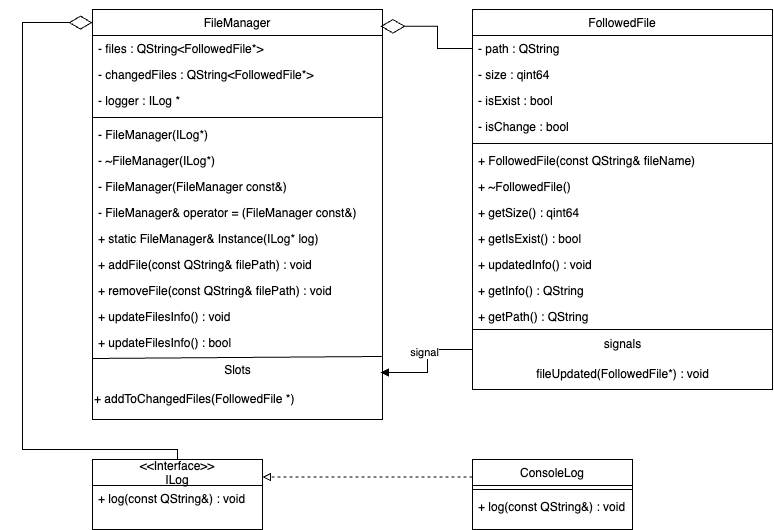 FileManager
- files : QString<FollowedFile*>
- changedFiles : QString<FollowedFile*>
- logger : ILog *
- FileManager(ILog*)
- ~FileManager(ILog*)
- FileManager(FileManager const&)
- FileManager& operator = (FileManager const&)
+ static FileManager& Instance(ILog* log)
+ addFile(const QString& filePath) : void
+ removeFile(const QString& filePath) : void
+ updateFilesInfo() : void
+ updateFilesInfo() : bool
Slots
+ addToChangedFiles(FollowedFile *)
FollowedFile
- path : QString
- size : qint64
- isExist : bool
- isChange : bool
+ FollowedFile(const QString& fileName)
+ ~FollowedFile()
+ getSize() : qint64
+ getIsExist() : bool
+ updatedInfo() : void
+ getInfo() : QString
+ getPath() : QString
signals
fileUpdated(FollowedFile*) : void
signal
<<Interface>>
ILog
+ log(const QString&) : void
ConsoleLog
+ log(const QString&) : void